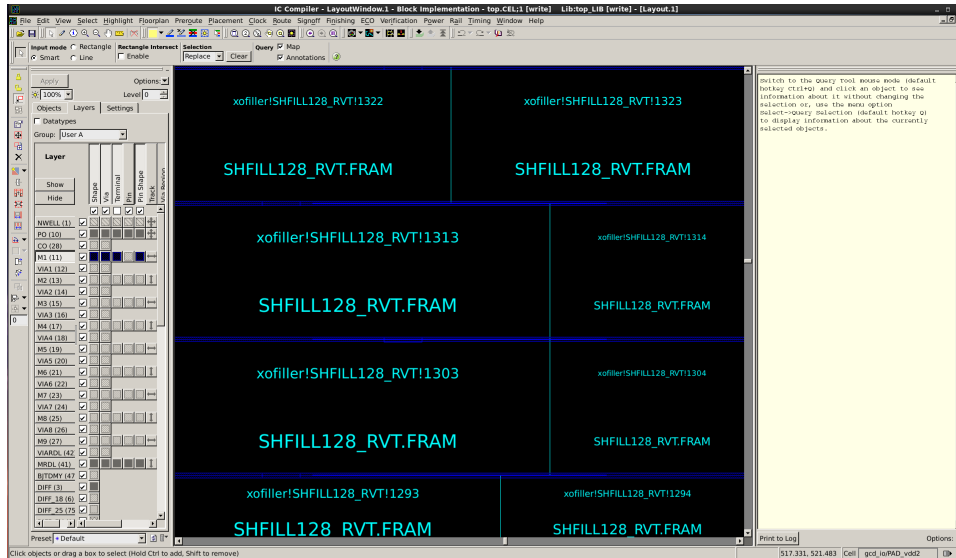 IC Compiler - LayoutWindow.1 - Block Implementation - top.CEL;1 [write] Lib:top_LIB [write] - [Layout.1]
File Edit View Select Highlight Floorplan Preroute Placement Clock Route Signoff Finishing ECO Verification Power Rail Timing Window Help
Input mode Rectangle Rectangle Intersect Selection Query Map
Smart Line Enable Replace Clear Annotations
Apply Options:
100% Level 0
Objects Layers Settings
Datatypes
Group: User A
Layer
Show
Hide
Shape
Via
Terminal
Pin
Pin Shape
Track
Via Region
NWELL (1)
PO (10)
CO (28)
M1 (11)
VIA1 (12)
M2 (13)
VIA2 (14)
M3 (15)
VIA3 (16)
M4 (17)
VIA4 (18)
M5 (19)
VIA5 (20)
M6 (21)
VIA6 (22)
M7 (23)
VIA7 (24)
M8 (25)
VIA8 (26)
M9 (27)
VIARDL (42
MRDL (41)
BJTDMY (47
DIFF (3)
DIFF_18 (6)
DIFF_25 (75
Preset Default
0
xofiller!SHFILL128_RVT!1322
xofiller!SHFILL128_RVT!1323
SHFILL128_RVT.FRAM
SHFILL128_RVT.FRAM
xofiller!SHFILL128_RVT!1313
xofiller!SHFILL128_RVT!1314
SHFILL128_RVT.FRAM
SHFILL128_RVT.FRAM
xofiller!SHFILL128_RVT!1303
xofiller!SHFILL128_RVT!1304
SHFILL128_RVT.FRAM
SHFILL128_RVT.FRAM
xofiller!SHFILL128_RVT!1293
xofiller!SHFILL128_RVT!1294
SHFILL128_RVT.FRAM
SHFILL128_RVT.FRAM
Switch to the Query Tool mouse mode (default
hotkey Ctrl+Q) and click an object to see
information about it without changing the
selection or, use the menu option
Select->Query Selection (default hotkey Q)
to display information about the currently
selected objects.
Print to Log Options:
Click objects or drag a box to select (Hold Ctrl to add, Shift to remove)
517.331, 521.483 Cell gcd_io/PAD_vdd2